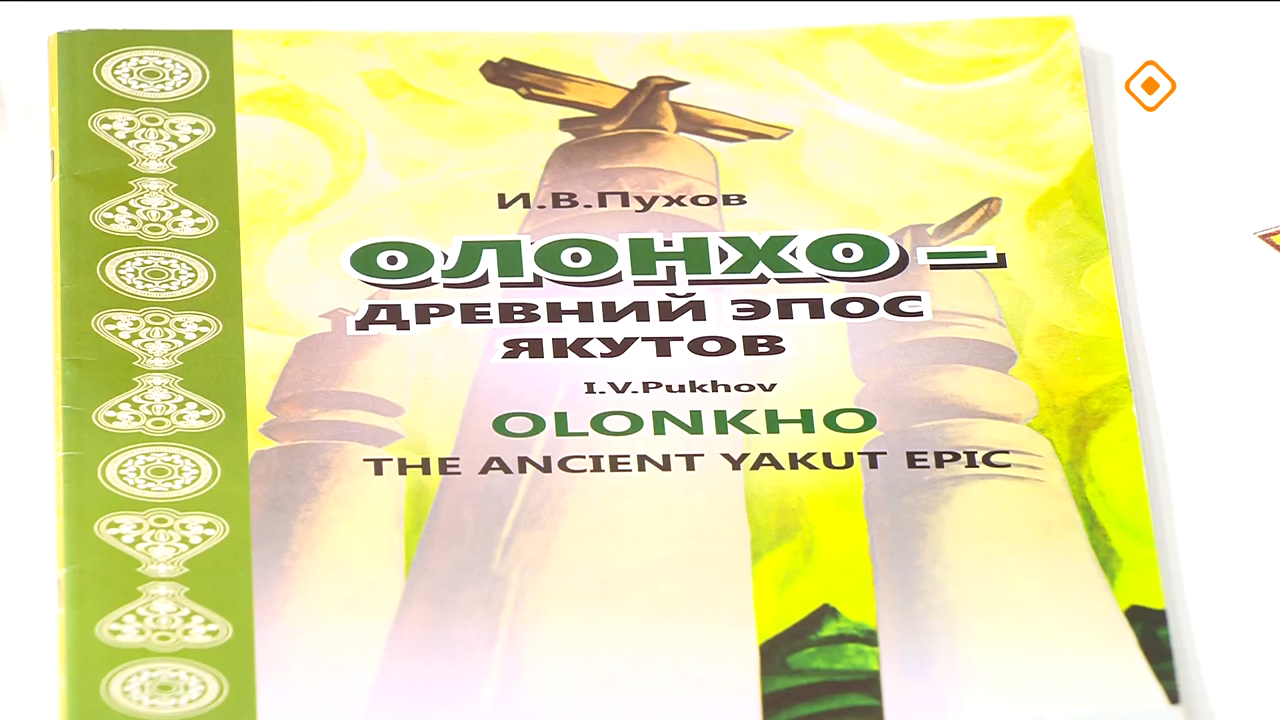 И.В.Пухов
ОЛОНХО –
ДРЕВНИЙ ЭПОС
ЯКУТОВ
I.V.Pukhov
OLONKHO
THE ANCIENT YAKUT EPIC